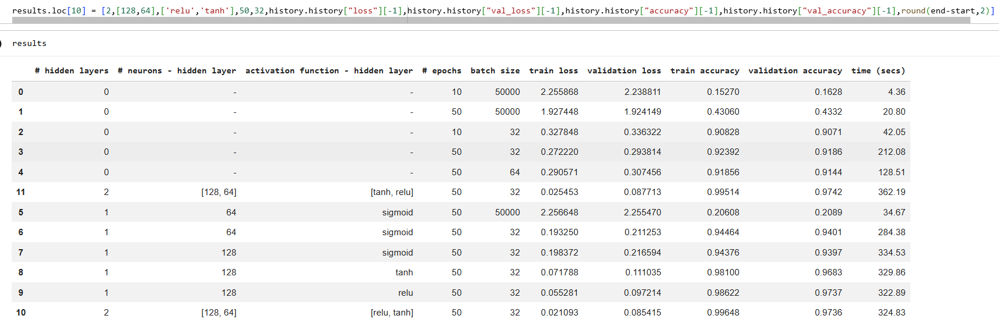 results.loc[10] = [2,[128,64],['relu','tanh'],50,32,history.history["loss"][-1],history.history["val_loss"][-1],history.history["accuracy"][-1],history.history["val_accuracy"][-1],round(end-start,2)]
results
# hidden layers # neurons - hidden layer activation function - hidden layer # epochs batch size train loss validation loss train accuracy validation accuracy time (secs)
0 0 - - 10 50000 2.255868 2.238811 0.15270 0.1628 4.36
1 0 - - 50 50000 1.927448 1.924149 0.43060 0.4332 20.80
2 0 - - 10 32 0.327848 0.336322 0.90828 0.9071 42.05
3 0 - - 50 32 0.272220 0.293814 0.92392 0.9186 212.08
4 0 - - 50 64 0.290571 0.307456 0.91856 0.9144 128.51
11 2 [128, 64] [tanh, relu] 50 32 0.025453 0.087713 0.99514 0.9742 362.19
5 1 64 sigmoid 50 50000 2.256648 2.255470 0.20608 0.2089 34.67
6 1 64 sigmoid 50 32 0.193250 0.211253 0.94464 0.9401 284.38
7 1 128 sigmoid 50 32 0.198372 0.216594 0.94376 0.9397 334.53
8 1 128 tanh 50 32 0.071788 0.111035 0.98100 0.9683 329.86
9 1 128 relu 50 32 0.055281 0.097214 0.98622 0.9737 322.89
10 2 [128, 64] [relu, tanh] 50 32 0.021093 0.085415 0.99648 0.9736 324.83